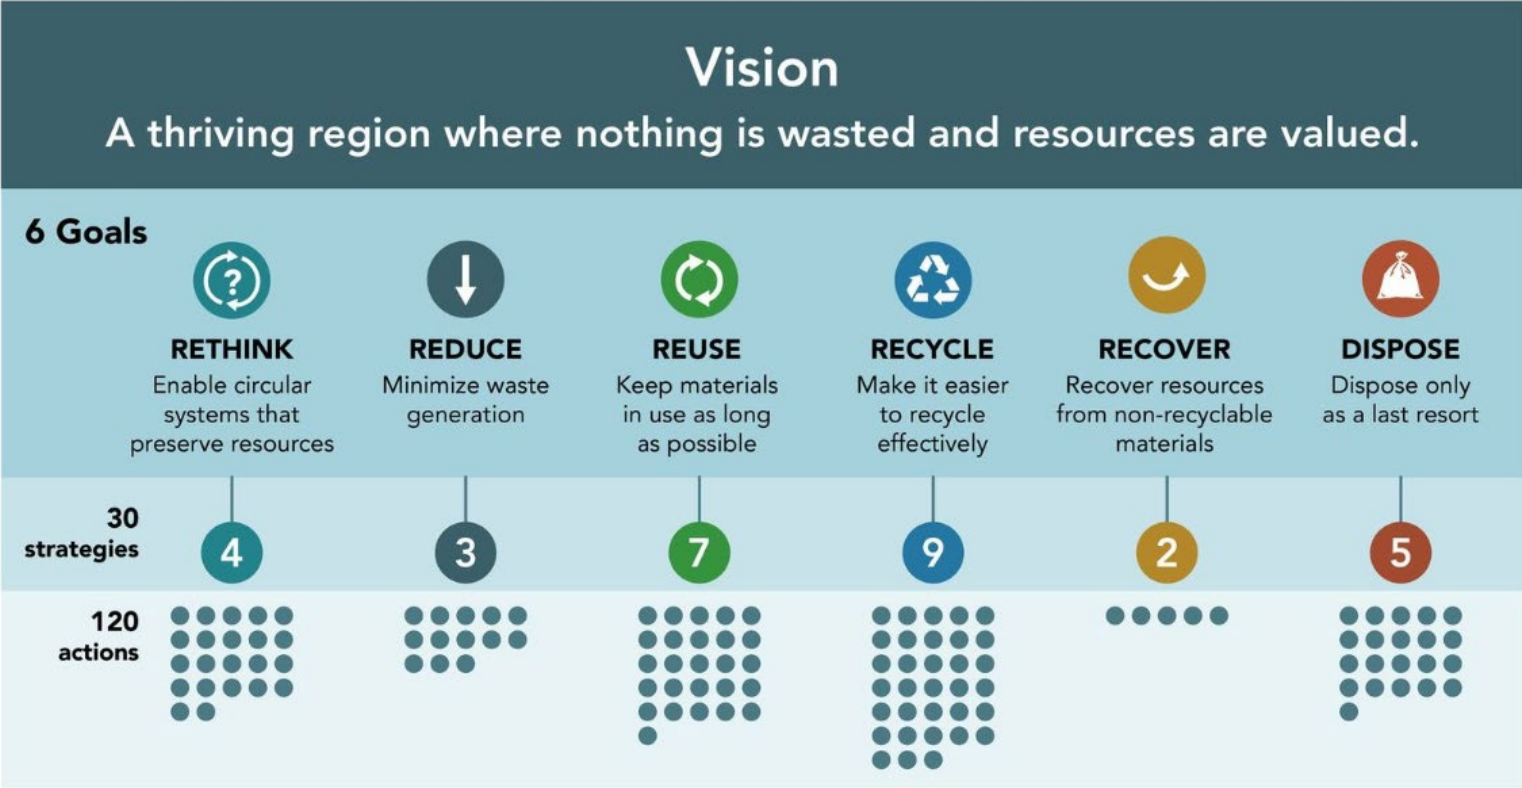 Vision
A thriving region where nothing is wasted and resources are valued.
6 Goals
?
RETHINK
Enable circular
systems that
preserve resources
REDUCE
Minimize waste
generation
REUSE
Keep materials
in use as long
as possible
RECYCLE
Make it easier
to recycle
effectively
RECOVER
Recover resources
from non-recyclable
materials
DISPOSE
Dispose only
as a last resort
30
strategies
4
3
7
9
2
5
120
actions